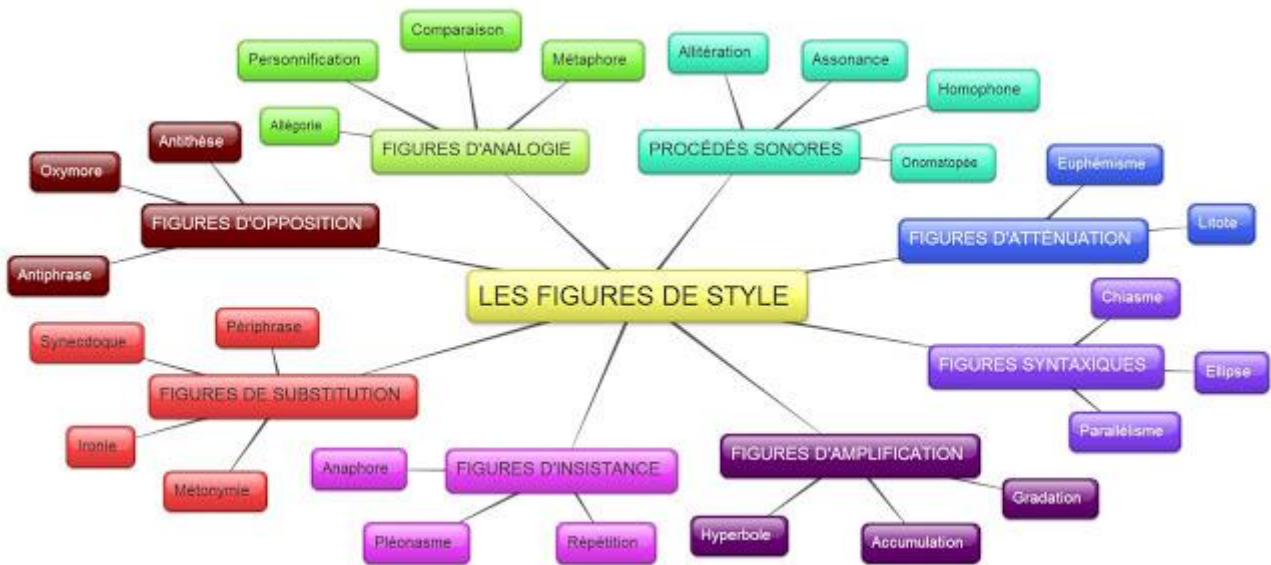 Comparaison
Personnification
Métaphore
Allégorie
FIGURES D'ANALOGIE
Allitération
Assonance
Homophone
Onomatopée
PROCÉDÉS SONORES
Antithèse
Oxymore
FIGURES D'OPPOSITION
Antiphrase
Euphémisme
Litote
FIGURES D'ATTÉNUATION
LES FIGURES DE STYLE
Périphrase
Synecdoque
FIGURES DE SUBSTITUTION
Ironie
Métonymie
Chiasme
FIGURES SYNTAXIQUES
Ellipse
Parallélisme
Anaphore
FIGURES D'INSISTANCE
Pléonasme
Répétition
FIGURES D'AMPLIFICATION
Gradation
Hyperbole
Accumulation